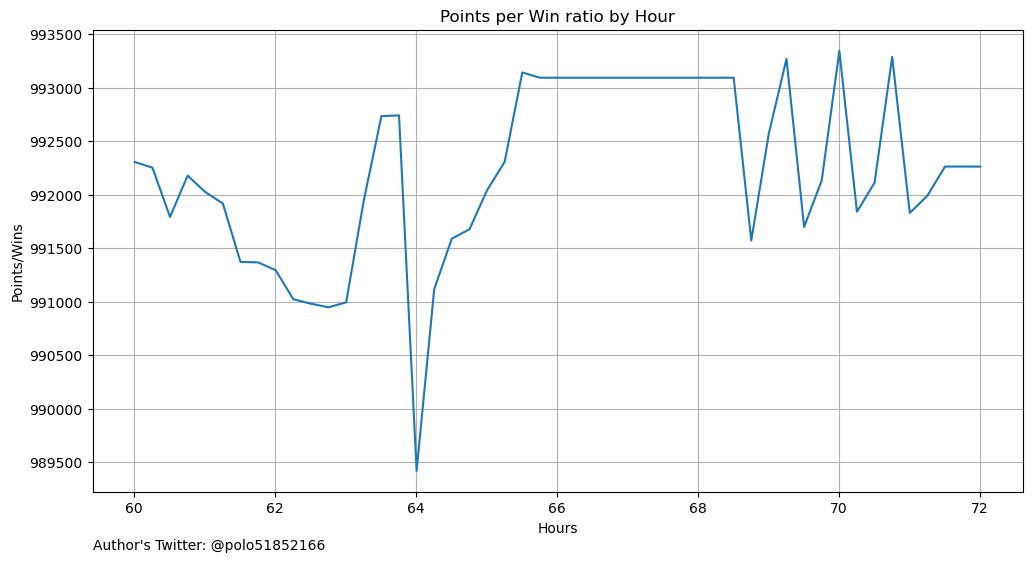 Points per Win ratio by Hour
993500
993000
992500
992000
991500
991000
990500
990000
989500
Points/Wins
60 62 64 66 68 70 72
Hours
Author's Twitter: @polo51852166